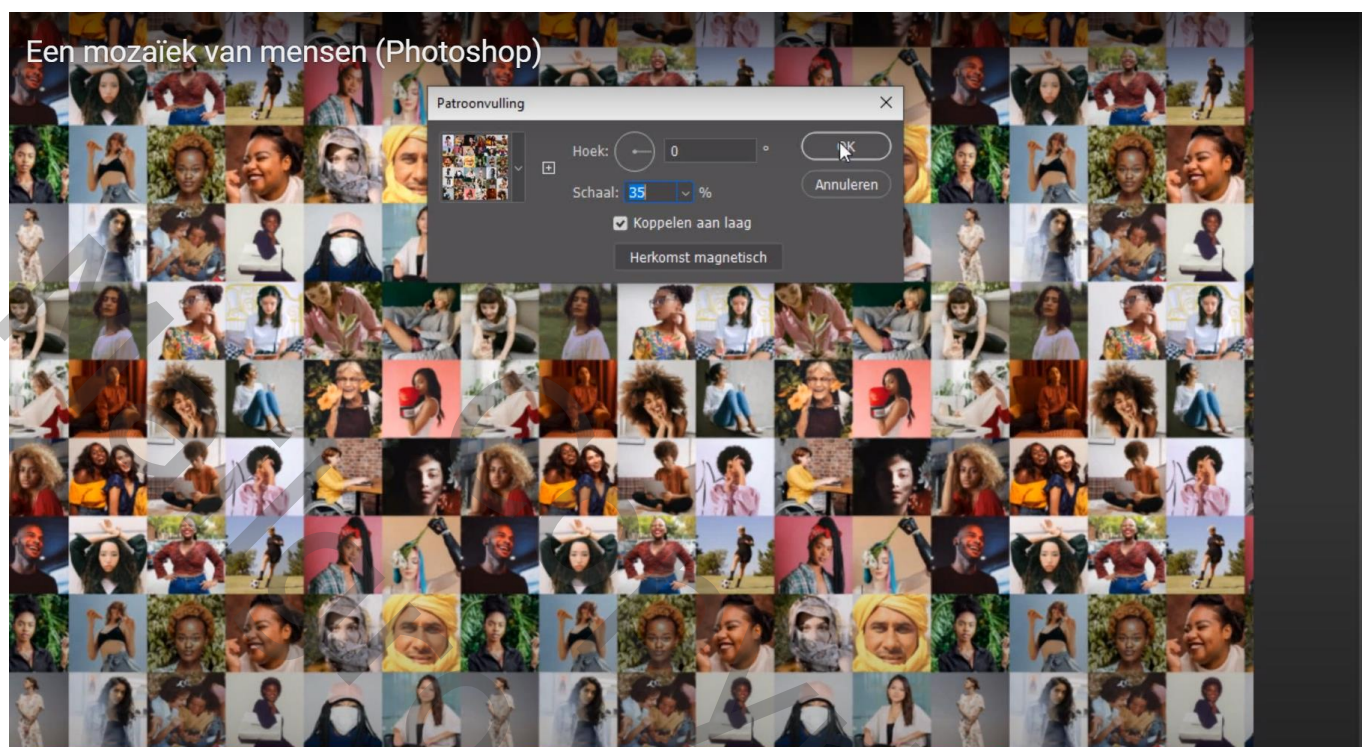 Een mozaïek van mensen (Photoshop)
Patroonvulling
Hoek: 0 °
OK
Schaal: 35 %
Annuleren
Koppelen aan laag
Herkomst magnetisch